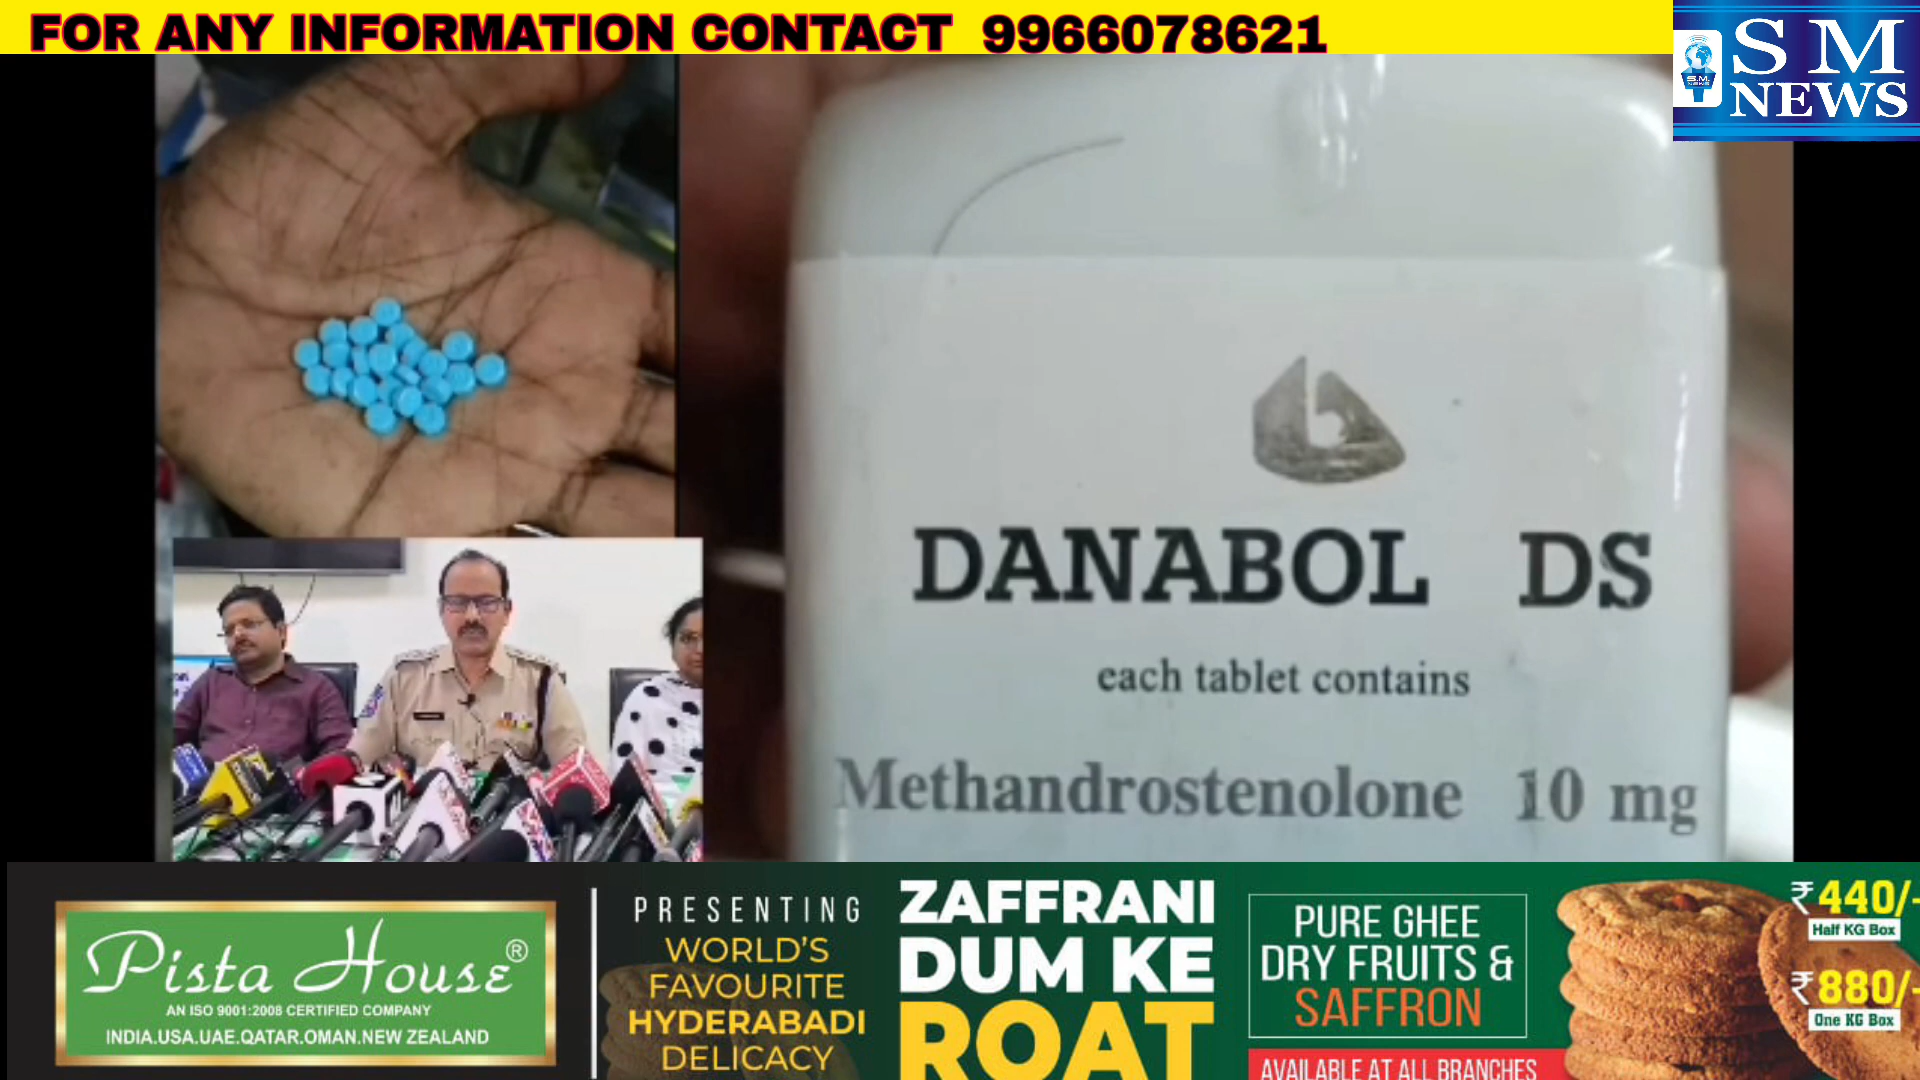 FOR ANY INFORMATION CONTACT 9966078621
S M
NEWS
S.M.
DANABOL DS
each tablet contains
Methandrostenolone 10 mg
Pista House®
AN ISO 9001:2008 CERTIFIED COMPANY
INDIA.USA.UAE.QATAR.OMAN.NEW ZEALAND
PRESENTING
WORLD'S
FAVOURITE
HYDERABADI
DELICACY
ZAFFRANI
DUM KE
ROAT
PURE GHEE
DRY FRUITS &
SAFFRON
AVAILABLE AT ALL BRANCHES
₹440/-
Half KG Box
₹880/-
One KG Box